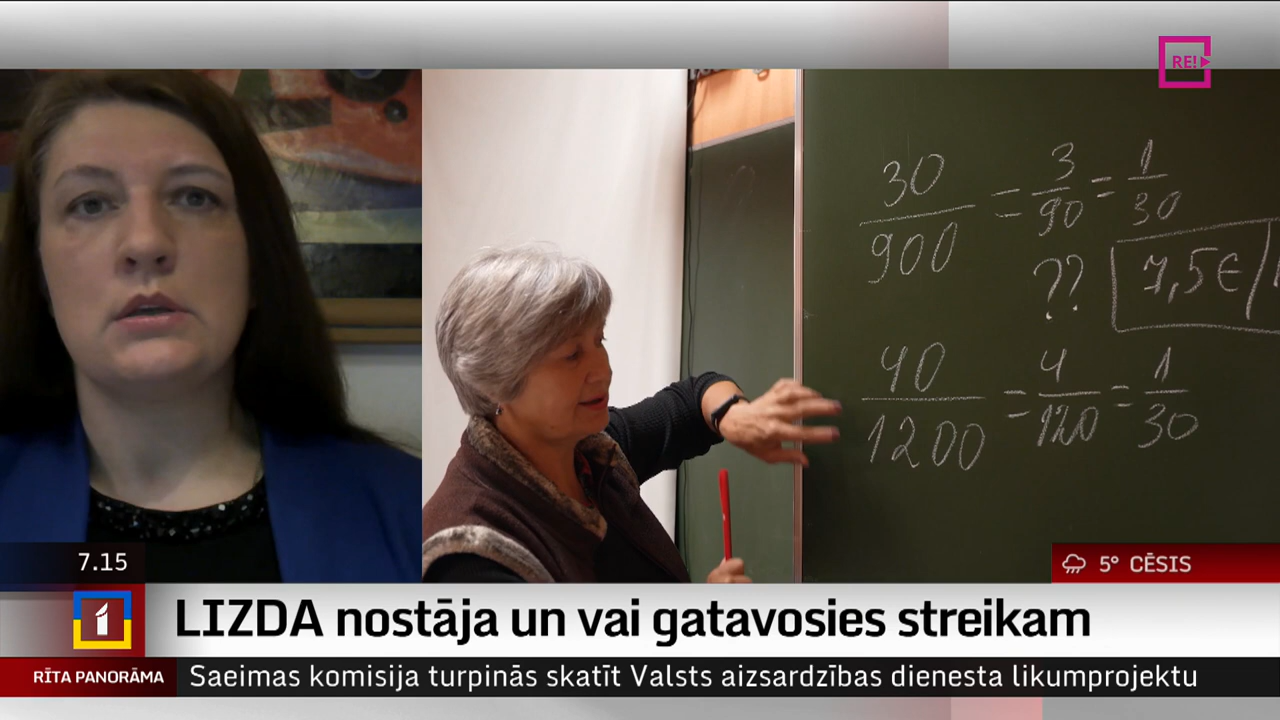 RE!
30/900 = 3/90 = 1/30
?? 7,5€/
40/1200 = 4/120 = 1/30
7.15
5° CĒSIS
1
LIZDA nostāja un vai gatavosies streikam
RĪTA PANORĀMA
Saeimas komisija turpinās skatīt Valsts aizsardzības dienesta likumprojektu